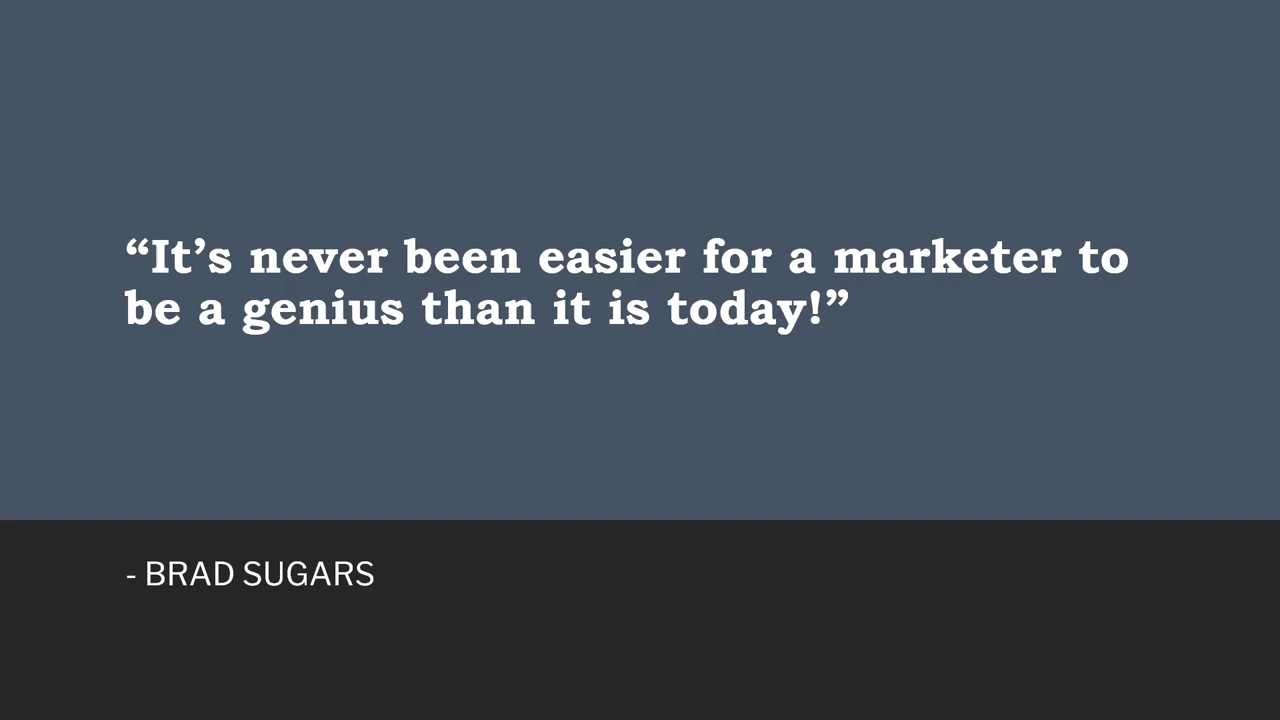 “It’s never been easier for a marketer to
be a genius than it is today!”
- BRAD SUGARS